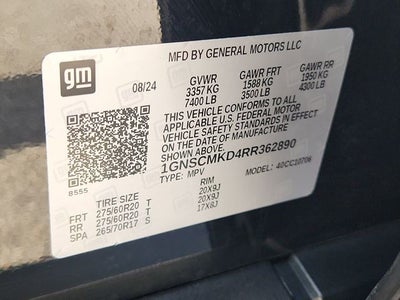 MFD BY GENERAL MOTORS LLC
gm
08/24
GVWR GAWR FRT GAWR RR
3357 KG 1588 KG 1950 KG
7400 LB 3500 LB 4300 LB
THIS VEHICLE CONFORMS TO ALL
APPLICABLE U.S. FEDERAL MOTOR
VEHICLE SAFETY STANDARDS IN EFFECT
ON THE DATE OF MANUFACTURE
1GNSCMKD4RR362890
TYPE: MPV MODEL: 40CC10706
8555
TIRE SIZE RIM
FRT 275/60R20 T 20X9J
RR 275/60R20 T 20X9J
SPA 265/70R17 S 17X8J